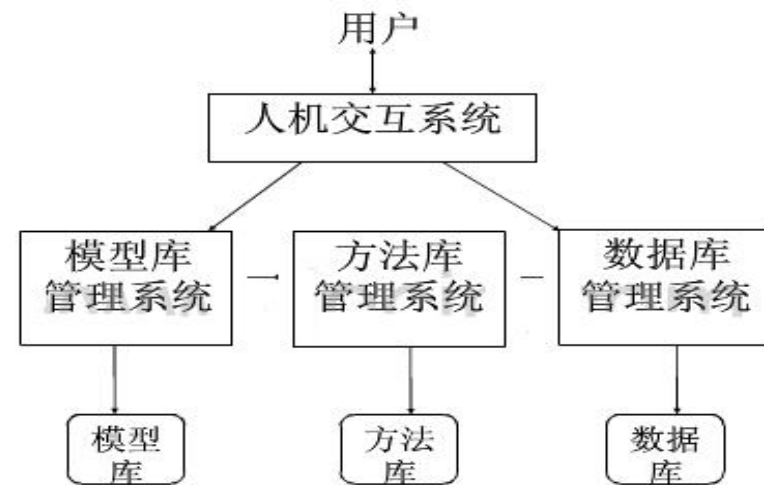 用户
人机交互系统
模型库
管理系统
方法库
管理系统
数据库
管理系统
模型
库
方法
库
数据
库